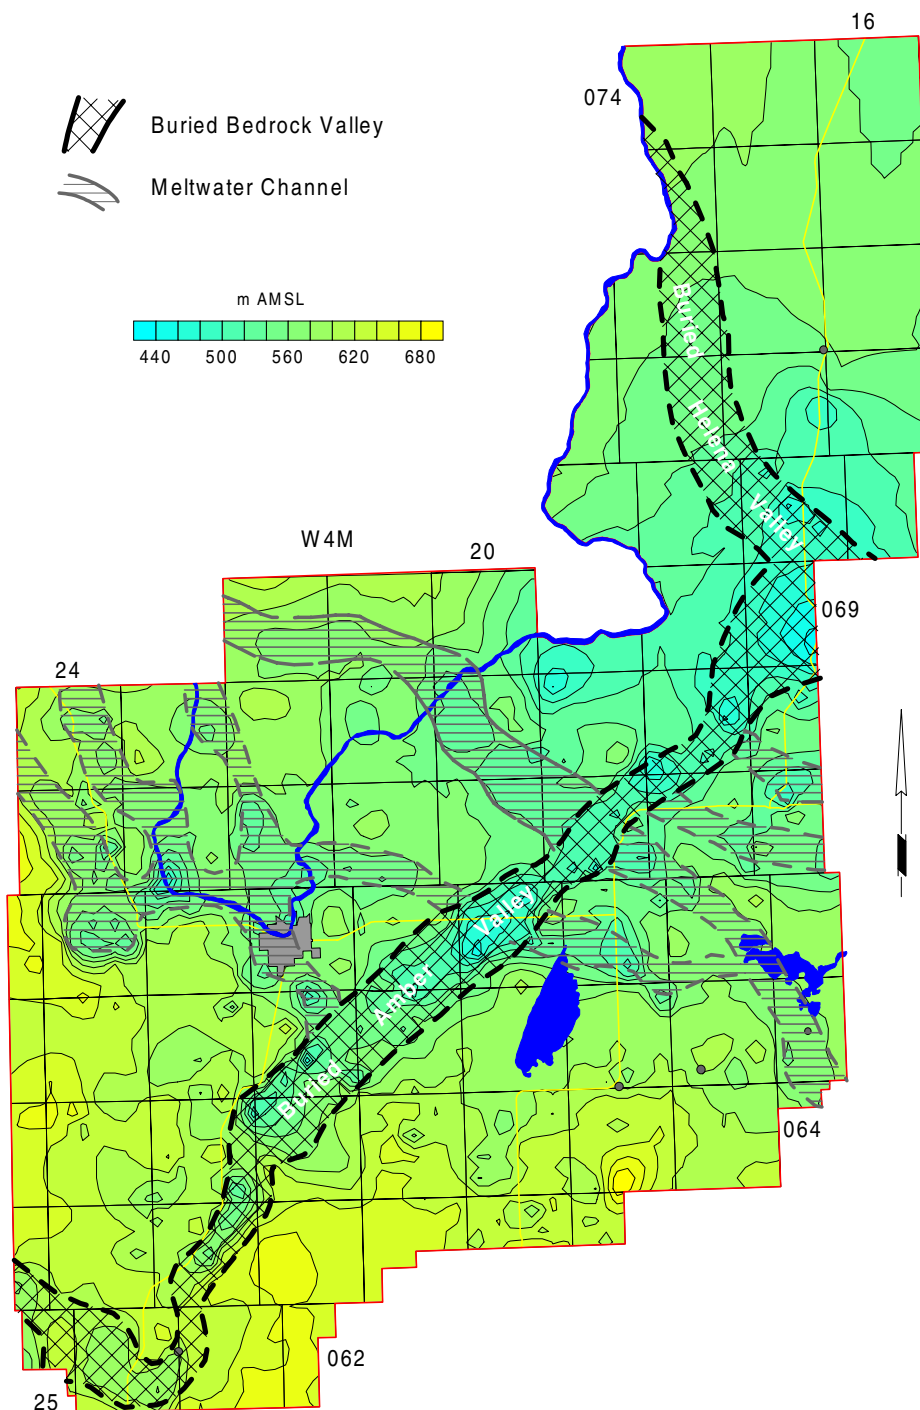 16
074
Buried Bedrock Valley
Meltwater Channel
m AMSL
440 500 560 620 680
Buried
Helena
Valley
W4M
20
069
24
Valley
Amber
Buried
064
062
25